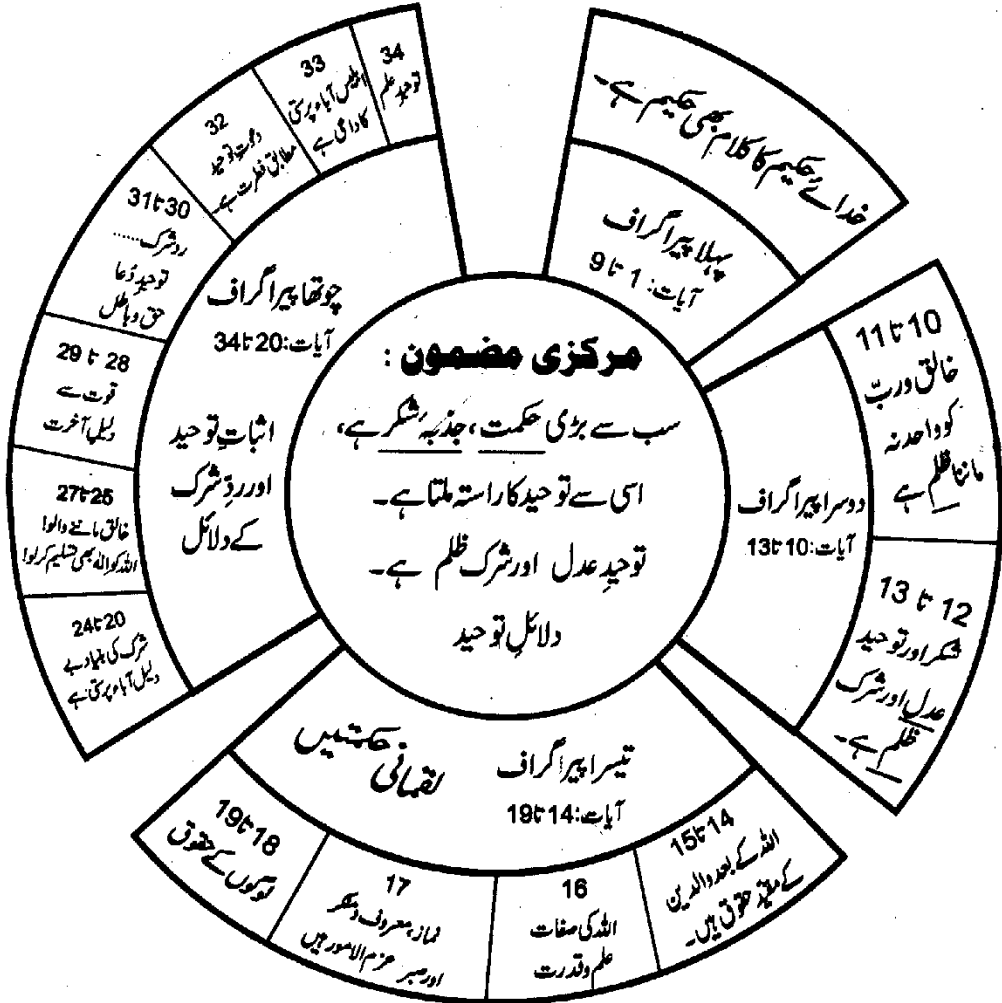 مرکزی مضمون :
سب سے بڑی حکمت، جذبۂ شکر ہے،
اسی سے توحید کا راستہ ملتا ہے۔
توحیدِ عدل اور شرک ظلم ہے۔
دلائلِ توحید
پہلا پیراگراف
آیات: 1 تا 9
خدائے حکیم کا کلام بھی حکیم ہے۔
دوسرا پیراگراف
آیات: 10 تا 13
10 تا 11
خالق و ربّ
کو واحد نہ
ماننا ظلم ہے
12 تا 13
شکر اور توحید
عدل اور شرک
ظلم ہے۔
تیسرا پیراگراف
آیات: 14 تا 19
لقمانی حکمتیں
14 تا 15
اللہ کے بعد والدین
کے مقیّد حقوق ہیں۔
16
اللہ کی صفات
علم و قدرت
17
نماز، معروف و منکر
اور صبر عزم الامور ہیں
18 تا 19
لوگوں کے حقوق
چوتھا پیراگراف
آیات: 20 تا 34
اثباتِ توحید
اور ردِّ شرک
کے دلائل
20 تا 24
شرک کی بنیاد بے
دلیل آباء پرستی ہے
25 تا 27
خالق ماننے والو!
اللہ کو الٰہ بھی تسلیم کرلو!
28 تا 29
قوت سے
دلیلِ آخرت
30 تا 31
ردِ شرک......
توحیدِ دُعا
حق و باطل
32
دعوتِ توحید
مطابقِ فطرت ہے۔
33
ابلیس آباء پرستی
کا داعی ہے
34
توحیدِ علم